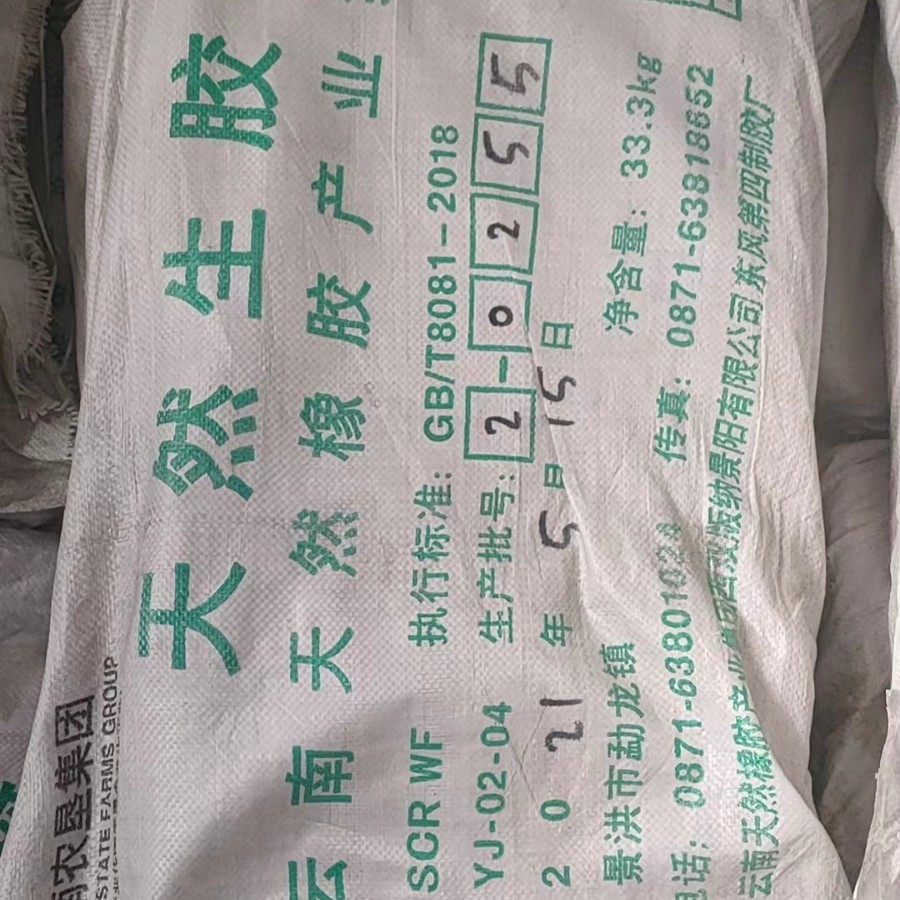 南农垦集团
STATE FARMS GROUP
天然生胶
云南天然橡胶产业
SCR WF 执行标准: GB/T8081-2018
YJ-02-04 生产批号: 2-0255
2021年5月15日
景洪市勐龙镇 净含量: 33.3kg
电话: 0871-6380102 传真: 0871-63818652
云南天然橡胶产业集团西双版纳景阳有限公司东风第四制胶厂